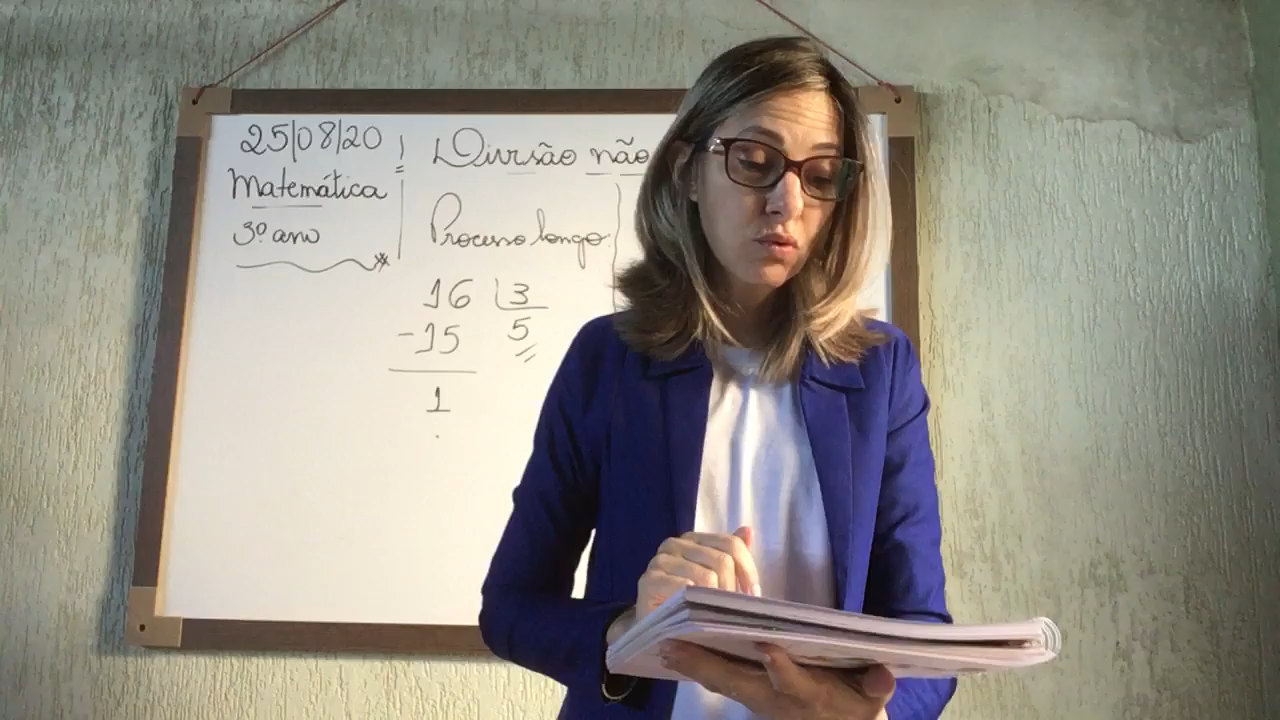 25/08/20
Matemática
3º ano
Divisão não
Processo longo:
16 3
-15 5
1